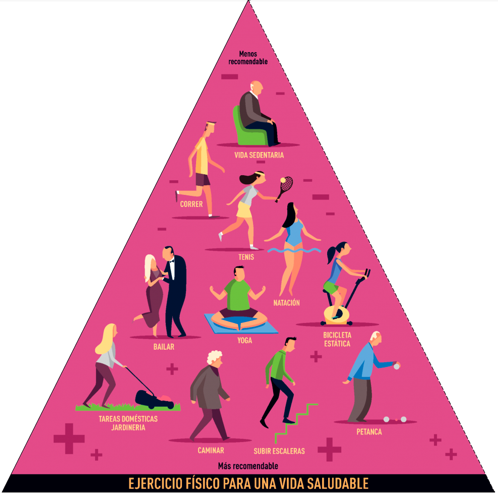 Menos
recomendable
VIDA SEDENTARIA
CORRER
TENIS
NATACIÓN
BAILAR
YOGA
BICICLETA
ESTÁTICA
TAREAS DOMÉSTICAS
JARDINERIA
CAMINAR
SUBIR ESCALERAS
PETANCA
Más recomendable
EJERCICIO FÍSICO PARA UNA VIDA SALUDABLE